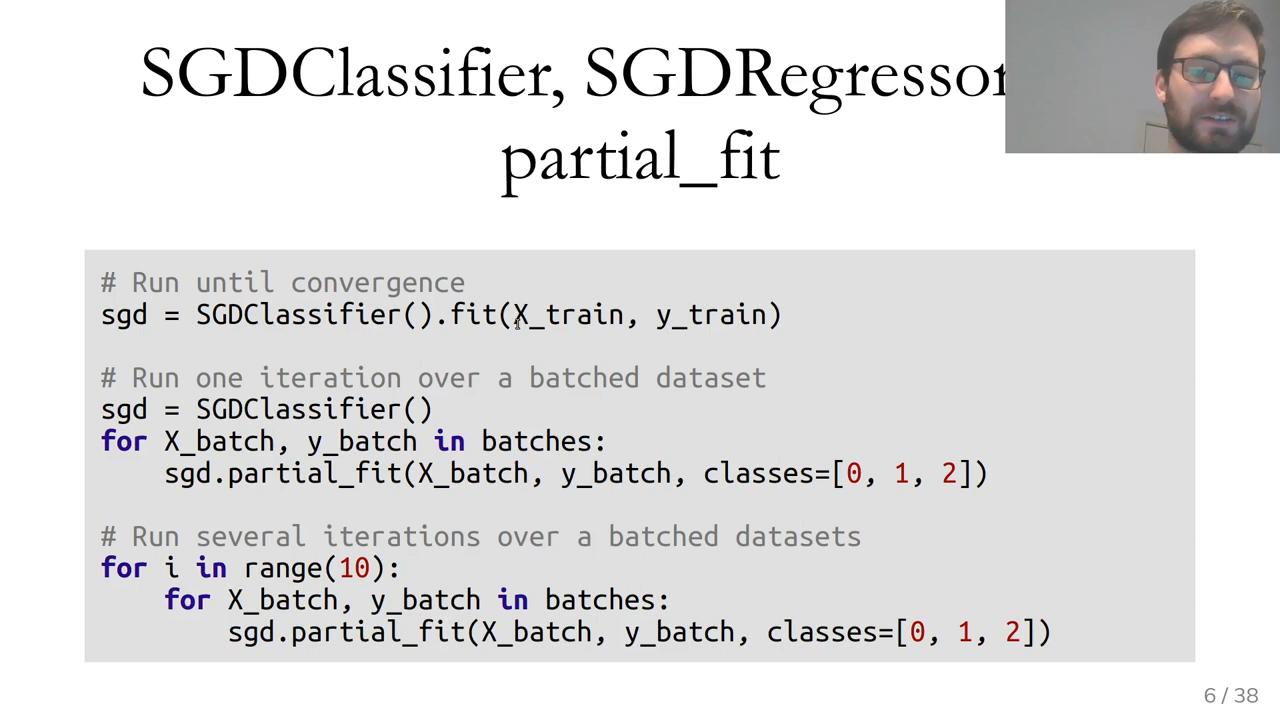 SGDClassifier, SGDRegressor
partial_fit
# Run until convergence
sgd = SGDClassifier().fit(X_train, y_train)
# Run one iteration over a batched dataset
sgd = SGDClassifier()
for X_batch, y_batch in batches:
    sgd.partial_fit(X_batch, y_batch, classes=[0, 1, 2])
# Run several iterations over a batched datasets
for i in range(10):
    for X_batch, y_batch in batches:
        sgd.partial_fit(X_batch, y_batch, classes=[0, 1, 2])
6 / 38